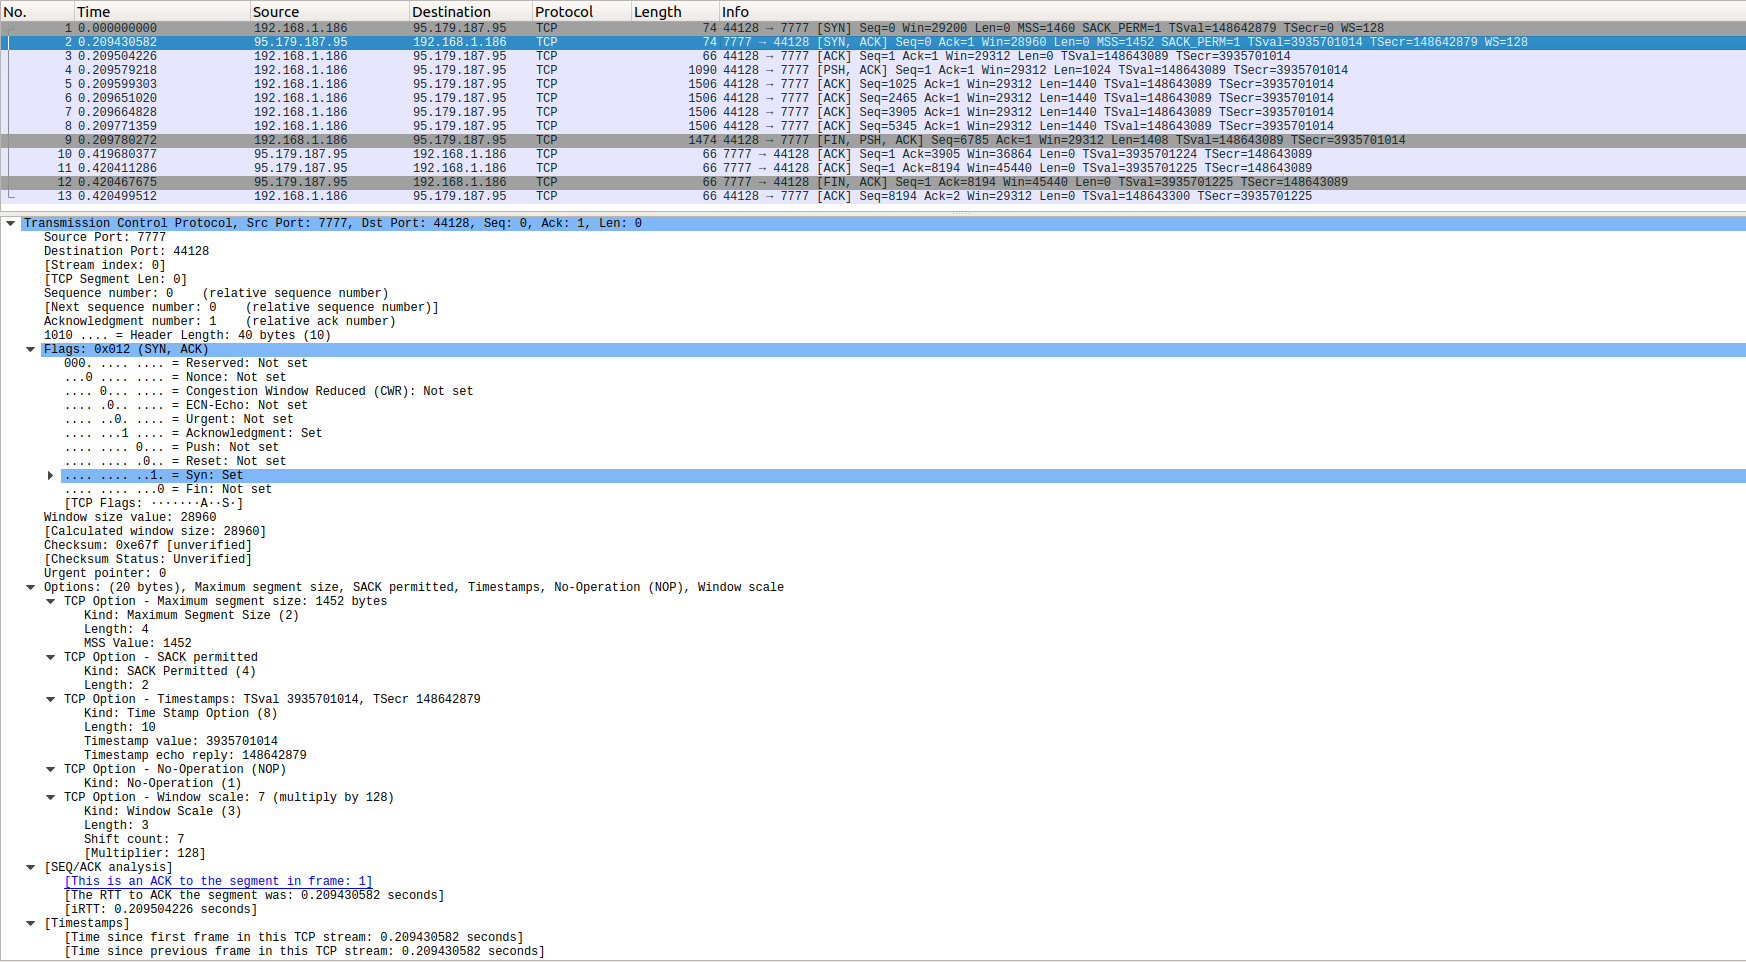 No. Time Source Destination Protocol Length Info
1 0.000000000 192.168.1.186 95.179.187.95 TCP 74 44128 → 7777 [SYN] Seq=0 Win=29200 Len=0 MSS=1460 SACK_PERM=1 TSval=148642879 TSecr=0 WS=128
2 0.209430582 95.179.187.95 192.168.1.186 TCP 74 7777 → 44128 [SYN, ACK] Seq=0 Ack=1 Win=28960 Len=0 MSS=1452 SACK_PERM=1 TSval=3935701014 TSecr=148642879 WS=128
3 0.209504226 192.168.1.186 95.179.187.95 TCP 66 44128 → 7777 [ACK] Seq=1 Ack=1 Win=29312 Len=0 TSval=148643089 TSecr=3935701014
4 0.209579218 192.168.1.186 95.179.187.95 TCP 1090 44128 → 7777 [PSH, ACK] Seq=1 Ack=1 Win=29312 Len=1024 TSval=148643089 TSecr=3935701014
5 0.209599303 192.168.1.186 95.179.187.95 TCP 1506 44128 → 7777 [ACK] Seq=1025 Ack=1 Win=29312 Len=1440 TSval=148643089 TSecr=3935701014
6 0.209651020 192.168.1.186 95.179.187.95 TCP 1506 44128 → 7777 [ACK] Seq=2465 Ack=1 Win=29312 Len=1440 TSval=148643089 TSecr=3935701014
7 0.209664828 192.168.1.186 95.179.187.95 TCP 1506 44128 → 7777 [ACK] Seq=3905 Ack=1 Win=29312 Len=1440 TSval=148643089 TSecr=3935701014
8 0.209771359 192.168.1.186 95.179.187.95 TCP 1506 44128 → 7777 [ACK] Seq=5345 Ack=1 Win=29312 Len=1440 TSval=148643089 TSecr=3935701014
9 0.209780272 192.168.1.186 95.179.187.95 TCP 1474 44128 → 7777 [FIN, PSH, ACK] Seq=6785 Ack=1 Win=29312 Len=1408 TSval=148643089 TSecr=3935701014
10 0.419680377 95.179.187.95 192.168.1.186 TCP 66 7777 → 44128 [ACK] Seq=1 Ack=3905 Win=36864 Len=0 TSval=3935701224 TSecr=148643089
11 0.420411286 95.179.187.95 192.168.1.186 TCP 66 7777 → 44128 [ACK] Seq=1 Ack=8194 Win=45440 Len=0 TSval=3935701225 TSecr=148643089
12 0.420467675 95.179.187.95 192.168.1.186 TCP 66 7777 → 44128 [FIN, ACK] Seq=1 Ack=8194 Win=45440 Len=0 TSval=3935701225 TSecr=148643089
13 0.420499512 192.168.1.186 95.179.187.95 TCP 66 44128 → 7777 [ACK] Seq=8194 Ack=2 Win=29312 Len=0 TSval=148643300 TSecr=3935701225
Transmission Control Protocol, Src Port: 7777, Dst Port: 44128, Seq: 0, Ack: 1, Len: 0
Source Port: 7777
Destination Port: 44128
[Stream index: 0]
[TCP Segment Len: 0]
Sequence number: 0    (relative sequence number)
[Next sequence number: 0    (relative sequence number)]
Acknowledgment number: 1    (relative ack number)
1010 .... = Header Length: 40 bytes (10)
Flags: 0x012 (SYN, ACK)
000. .... .... = Reserved: Not set
...0 .... .... = Nonce: Not set
.... 0... .... = Congestion Window Reduced (CWR): Not set
.... .0.. .... = ECN-Echo: Not set
.... ..0. .... = Urgent: Not set
.... ...1 .... = Acknowledgment: Set
.... .... 0... = Push: Not set
.... .... .0.. = Reset: Not set
.... .... ..1. = Syn: Set
.... .... ...0 = Fin: Not set
[TCP Flags: ·······A··S·]
Window size value: 28960
[Calculated window size: 28960]
Checksum: 0xe67f [unverified]
[Checksum Status: Unverified]
Urgent pointer: 0
Options: (20 bytes), Maximum segment size, SACK permitted, Timestamps, No-Operation (NOP), Window scale
TCP Option - Maximum segment size: 1452 bytes
Kind: Maximum Segment Size (2)
Length: 4
MSS Value: 1452
TCP Option - SACK permitted
Kind: SACK Permitted (4)
Length: 2
TCP Option - Timestamps: TSval 3935701014, TSecr 148642879
Kind: Time Stamp Option (8)
Length: 10
Timestamp value: 3935701014
Timestamp echo reply: 148642879
TCP Option - No-Operation (NOP)
Kind: No-Operation (1)
TCP Option - Window scale: 7 (multiply by 128)
Kind: Window Scale (3)
Length: 3
Shift count: 7
[Multiplier: 128]
[SEQ/ACK analysis]
[This is an ACK to the segment in frame: 1]
[The RTT to ACK the segment was: 0.209430582 seconds]
[iRTT: 0.209504226 seconds]
[Timestamps]
[Time since first frame in this TCP stream: 0.209430582 seconds]
[Time since previous frame in this TCP stream: 0.209430582 seconds]